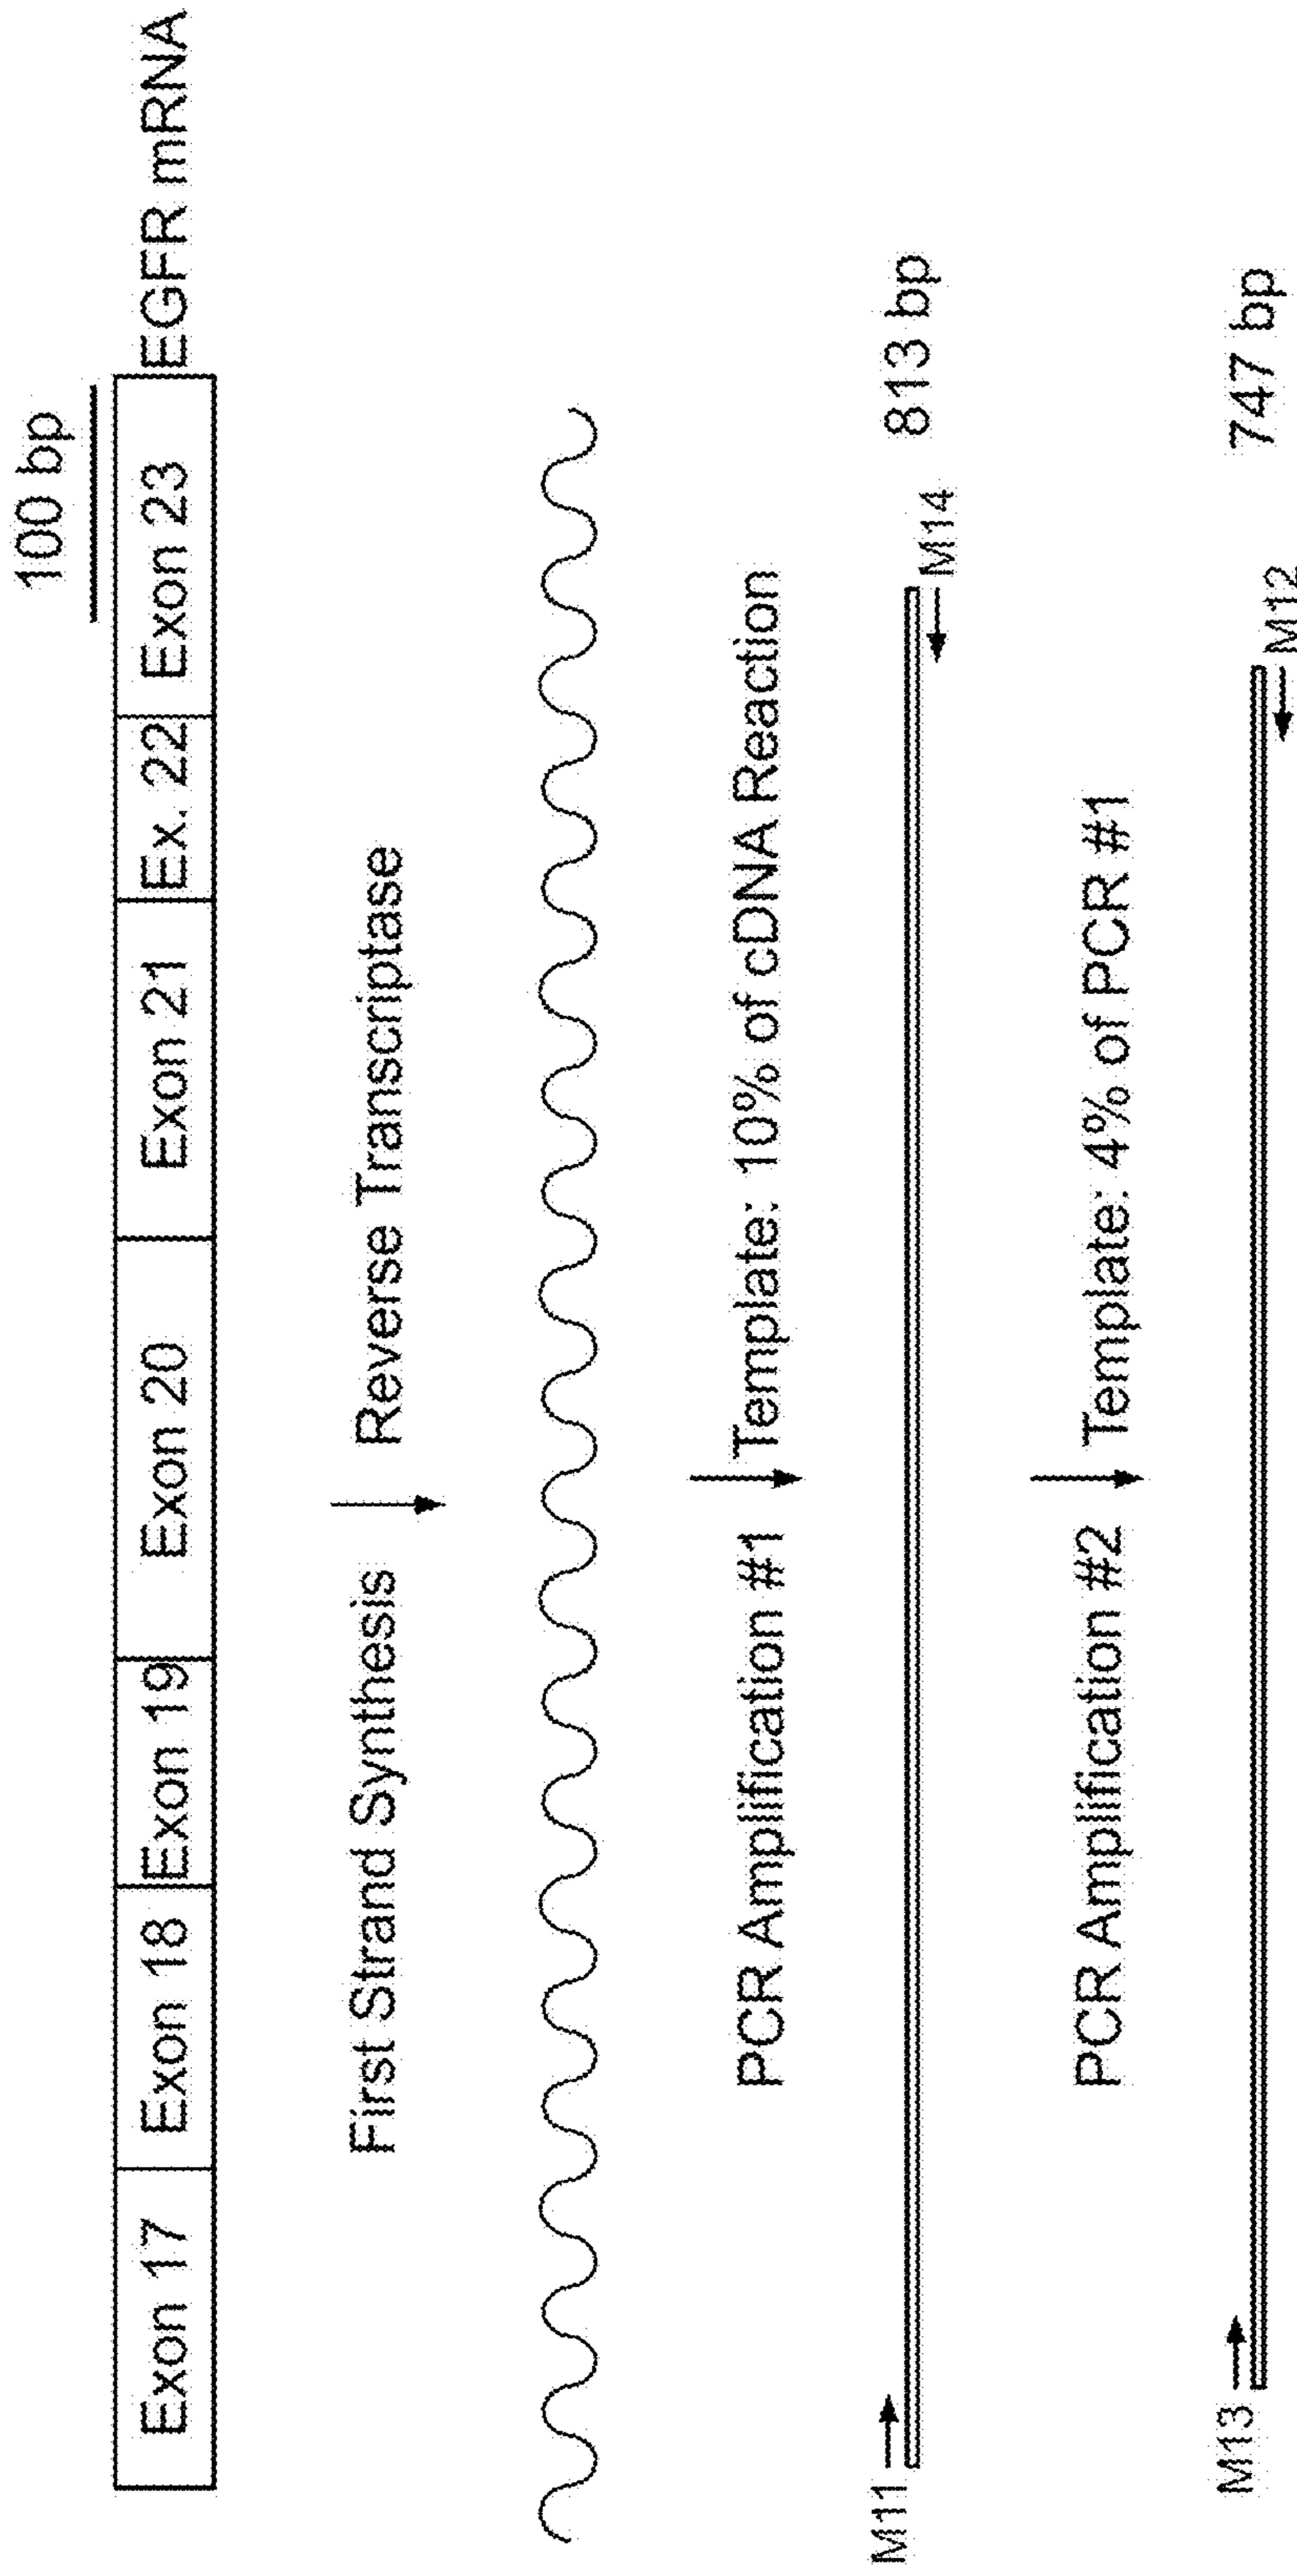 100 bp
Exon 17 Exon 18 Exon 19 Exon 20 Exon 21 Ex. 22 Exon 23 EGFR mRNA
First Strand Synthesis Reverse Transcriptase
PCR Amplification #1 Template: 10% of cDNA Reaction
M11 813 bp
M14
PCR Amplification #2 Template: 4% of PCR #1
M13 747 bp
M12